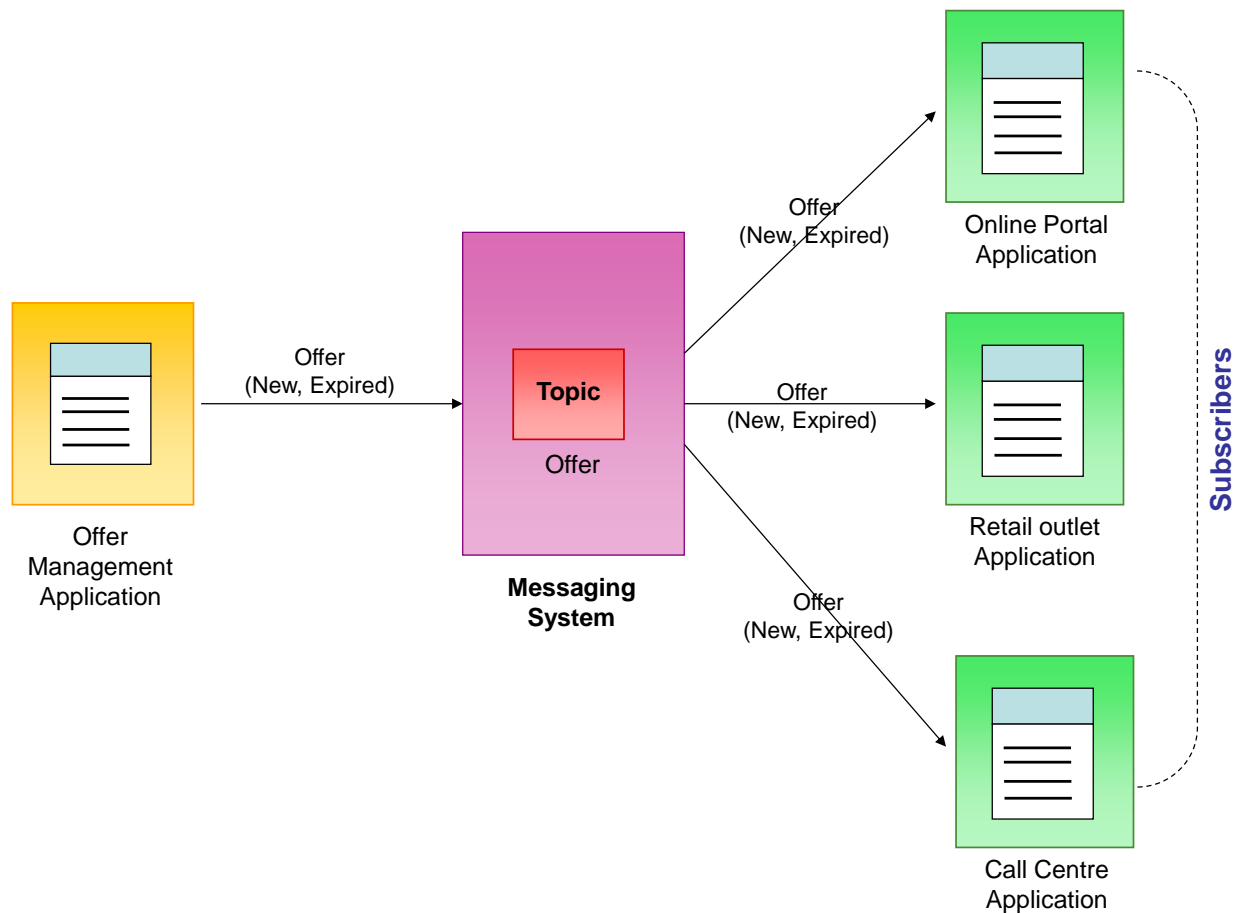 Offer
Management
Application
Offer
(New, Expired)
Topic
Offer
Messaging
System
Offer
(New, Expired)
Offer
(New, Expired)
Offer
(New, Expired)
Online Portal
Application
Retail outlet
Application
Call Centre
Application
Subscribers